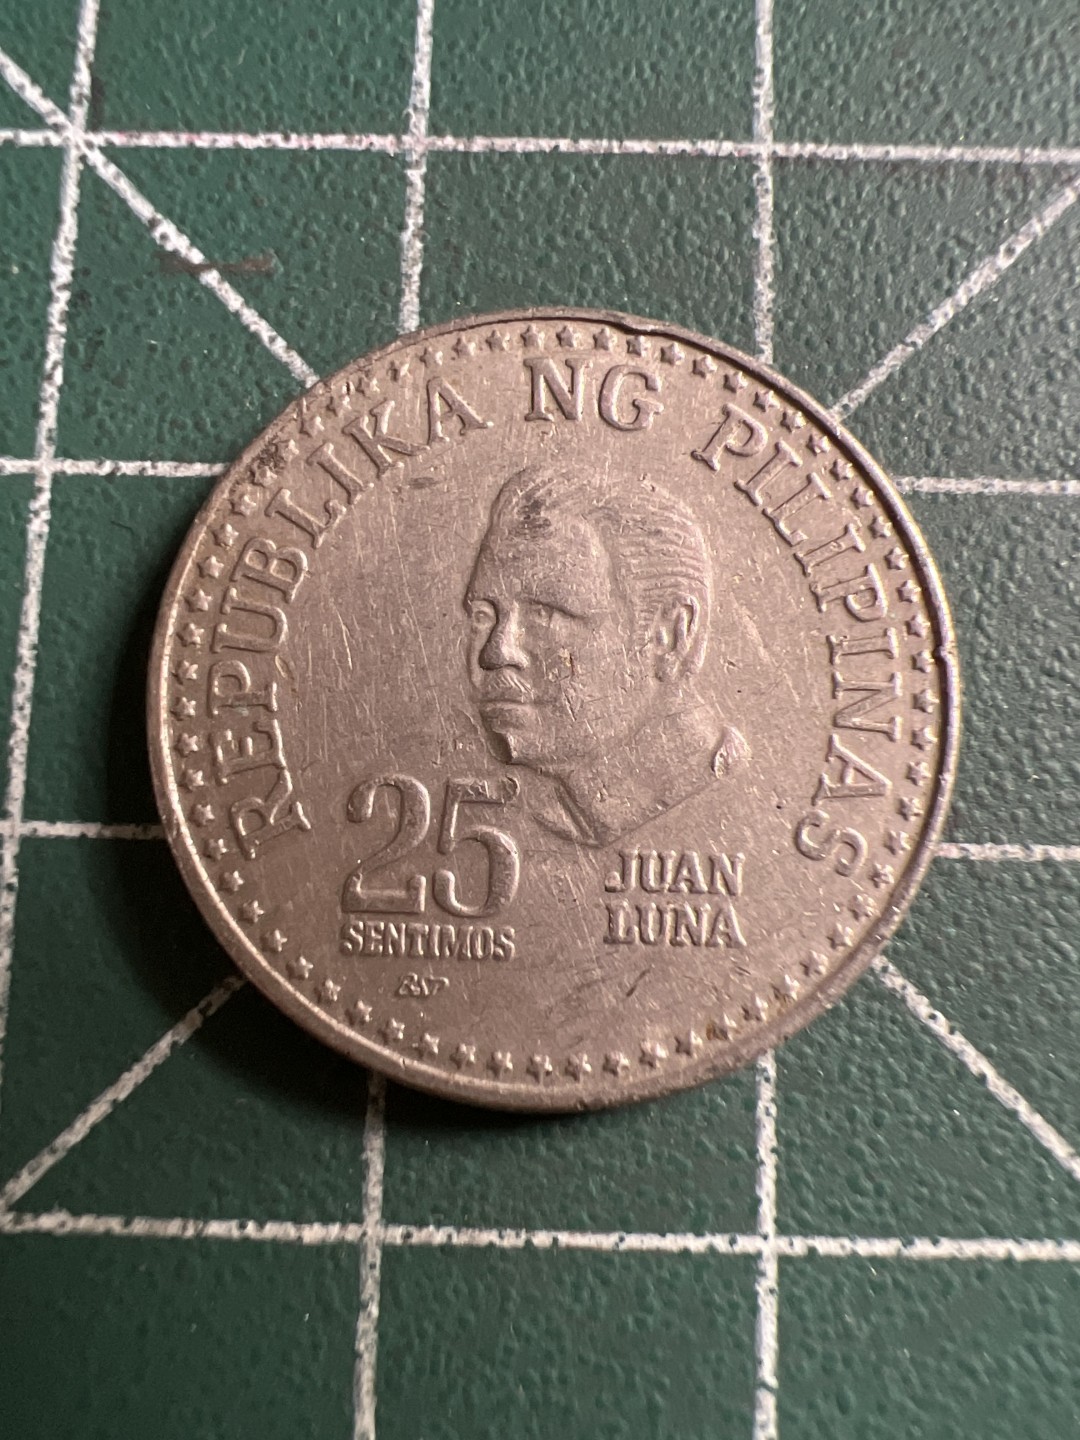 REPUBLIKA NG PILIPINAS
25
SENTIMOS
JUAN
LUNA
BSP